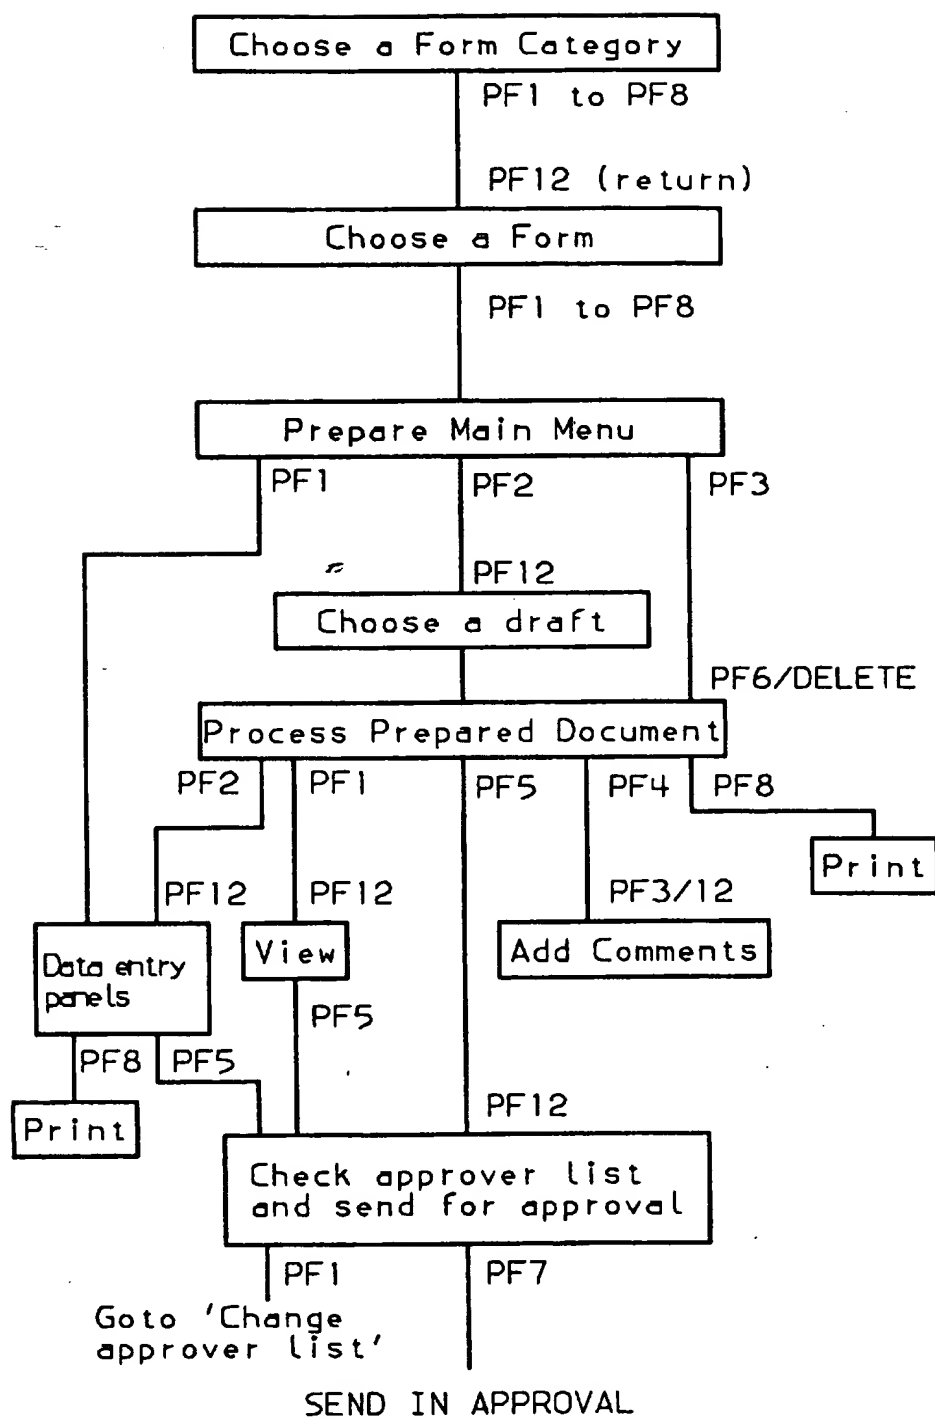 Choose a Form Category
PF1 to PF8
PF12 (return)
Choose a Form
PF1 to PF8
Prepare Main Menu
PF1
PF2
PF3
PF12
Choose a draft
PF6/DELETE
Process Prepared Document
PF2
PF1
PF5
PF4
PF8
Print
PF12
PF12
PF3/12
Data entry
panels
View
Add Comments
PF5
PF8
PF5
PF12
Print
Check approver list
and send for approval
PF1
PF7
Goto 'Change
approver list'
SEND IN APPROVAL